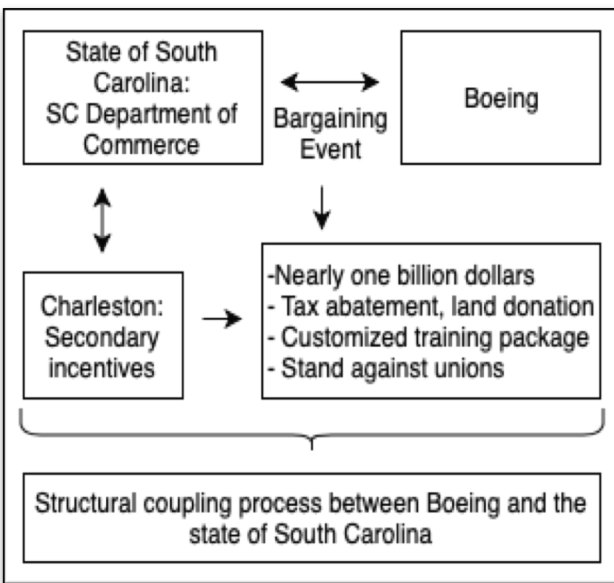 State of South
Carolina:
SC Department of
Commerce
Bargaining
Event
Boeing
Charleston:
Secondary
incentives
-Nearly one billion dollars
- Tax abatement, land donation
- Customized training package
- Stand against unions
Structural coupling process between Boeing and the
state of South Carolina